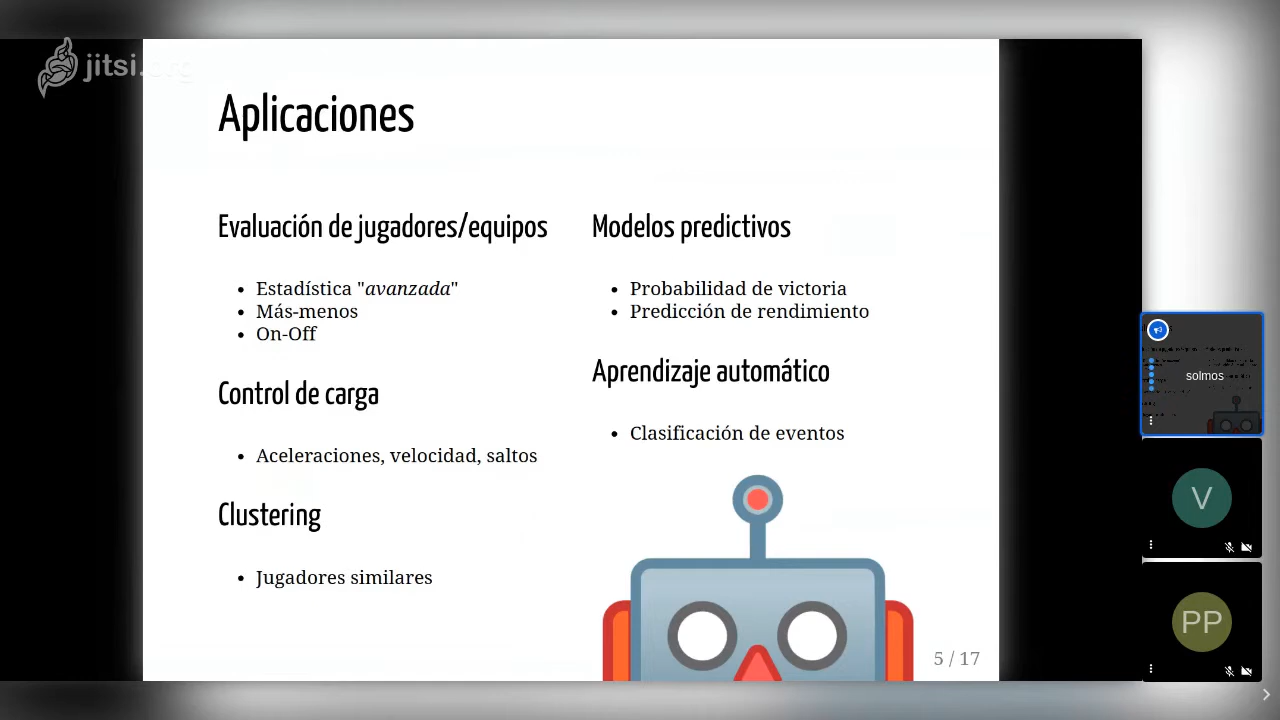 jitsi.org
Aplicaciones
Evaluación de jugadores/equipos
Estadística "avanzada"
Más-menos
On-Off
Control de carga
Aceleraciones, velocidad, saltos
Clustering
Jugadores similares
Modelos predictivos
Probabilidad de victoria
Predicción de rendimiento
Aprendizaje automático
Clasificación de eventos
5 / 17
solmos
V
PP